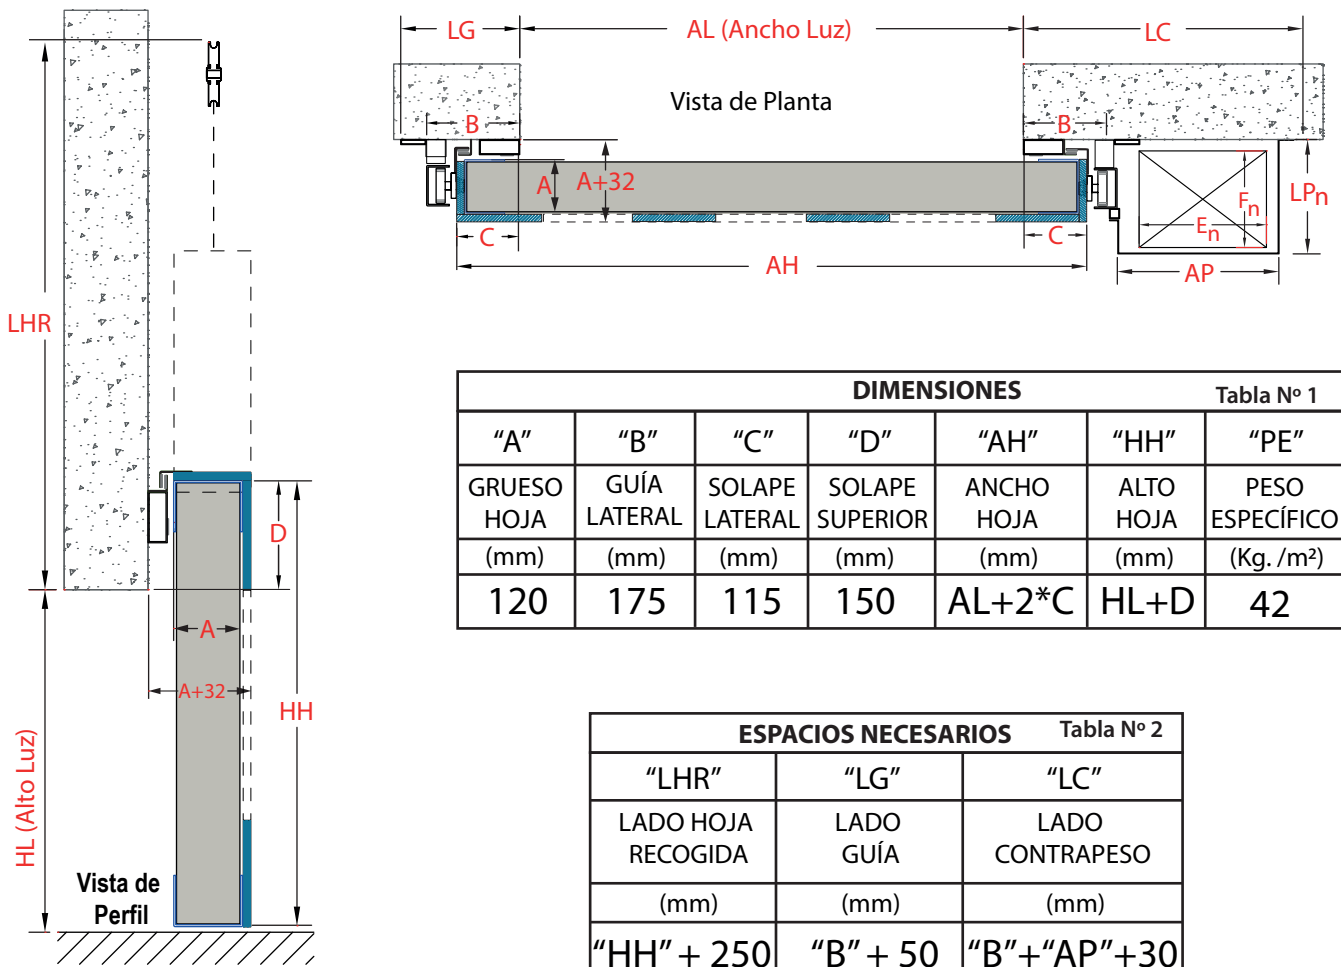 LG
AL (Ancho Luz)
LC
Vista de Planta
B
B
A
A+32
C
C
AH
Fn
En
LPn
AP
LHR
D
A
A+32
HH
HL (Alto Luz)
Vista de
Perfil
DIMENSIONES Tabla Nº 1
“A” “B” “C” “D” “AH” “HH” “PE”
GRUESO GUÍA SOLAPE SOLAPE ANCHO ALTO PESO
HOJA LATERAL LATERAL SUPERIOR HOJA HOJA ESPECÍFICO
(mm) (mm) (mm) (mm) (mm) (mm) (Kg. /m²)
120 175 115 150 AL+2*C HL+D 42
ESPACIOS NECESARIOS Tabla Nº 2
“LHR” “LG” “LC”
LADO HOJA LADO LADO
RECOGIDA GUÍA CONTRAPESO
(mm) (mm) (mm)
“HH” + 250 “B” + 50 “B”+“AP”+30